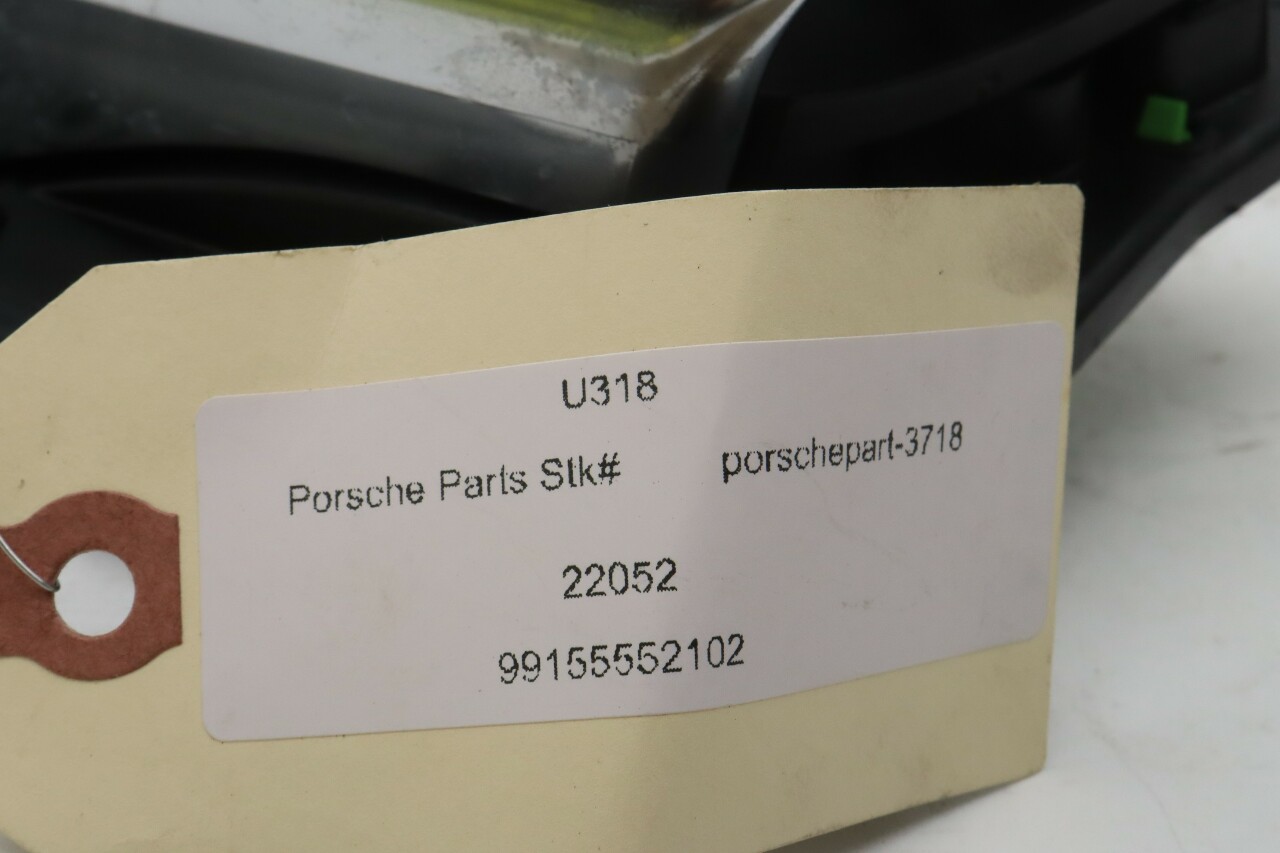 U318
Porsche Parts Stk# porschepart-3718
22052
99155552102